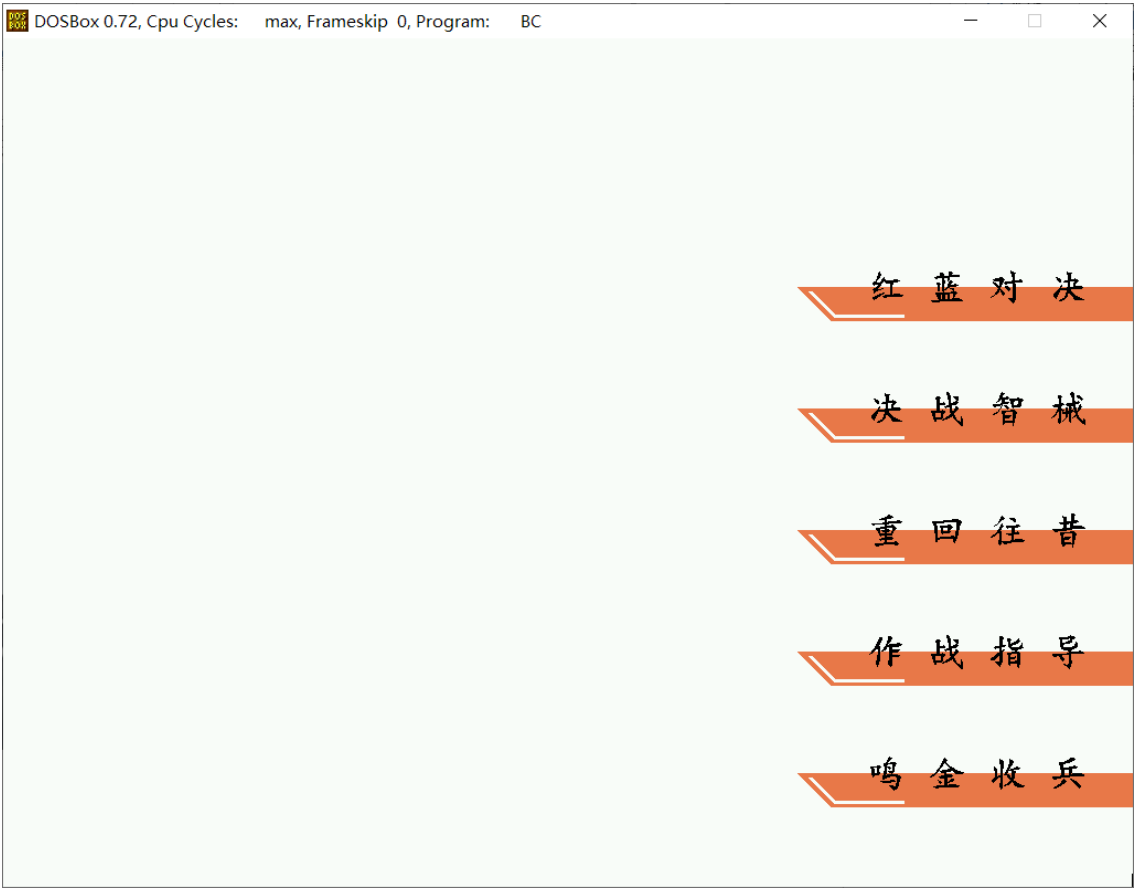 DOSBox 0.72, Cpu Cycles: max, Frameskip 0, Program: BC
红蓝对决
决战智械
重回往昔
作战指导
鸣金收兵